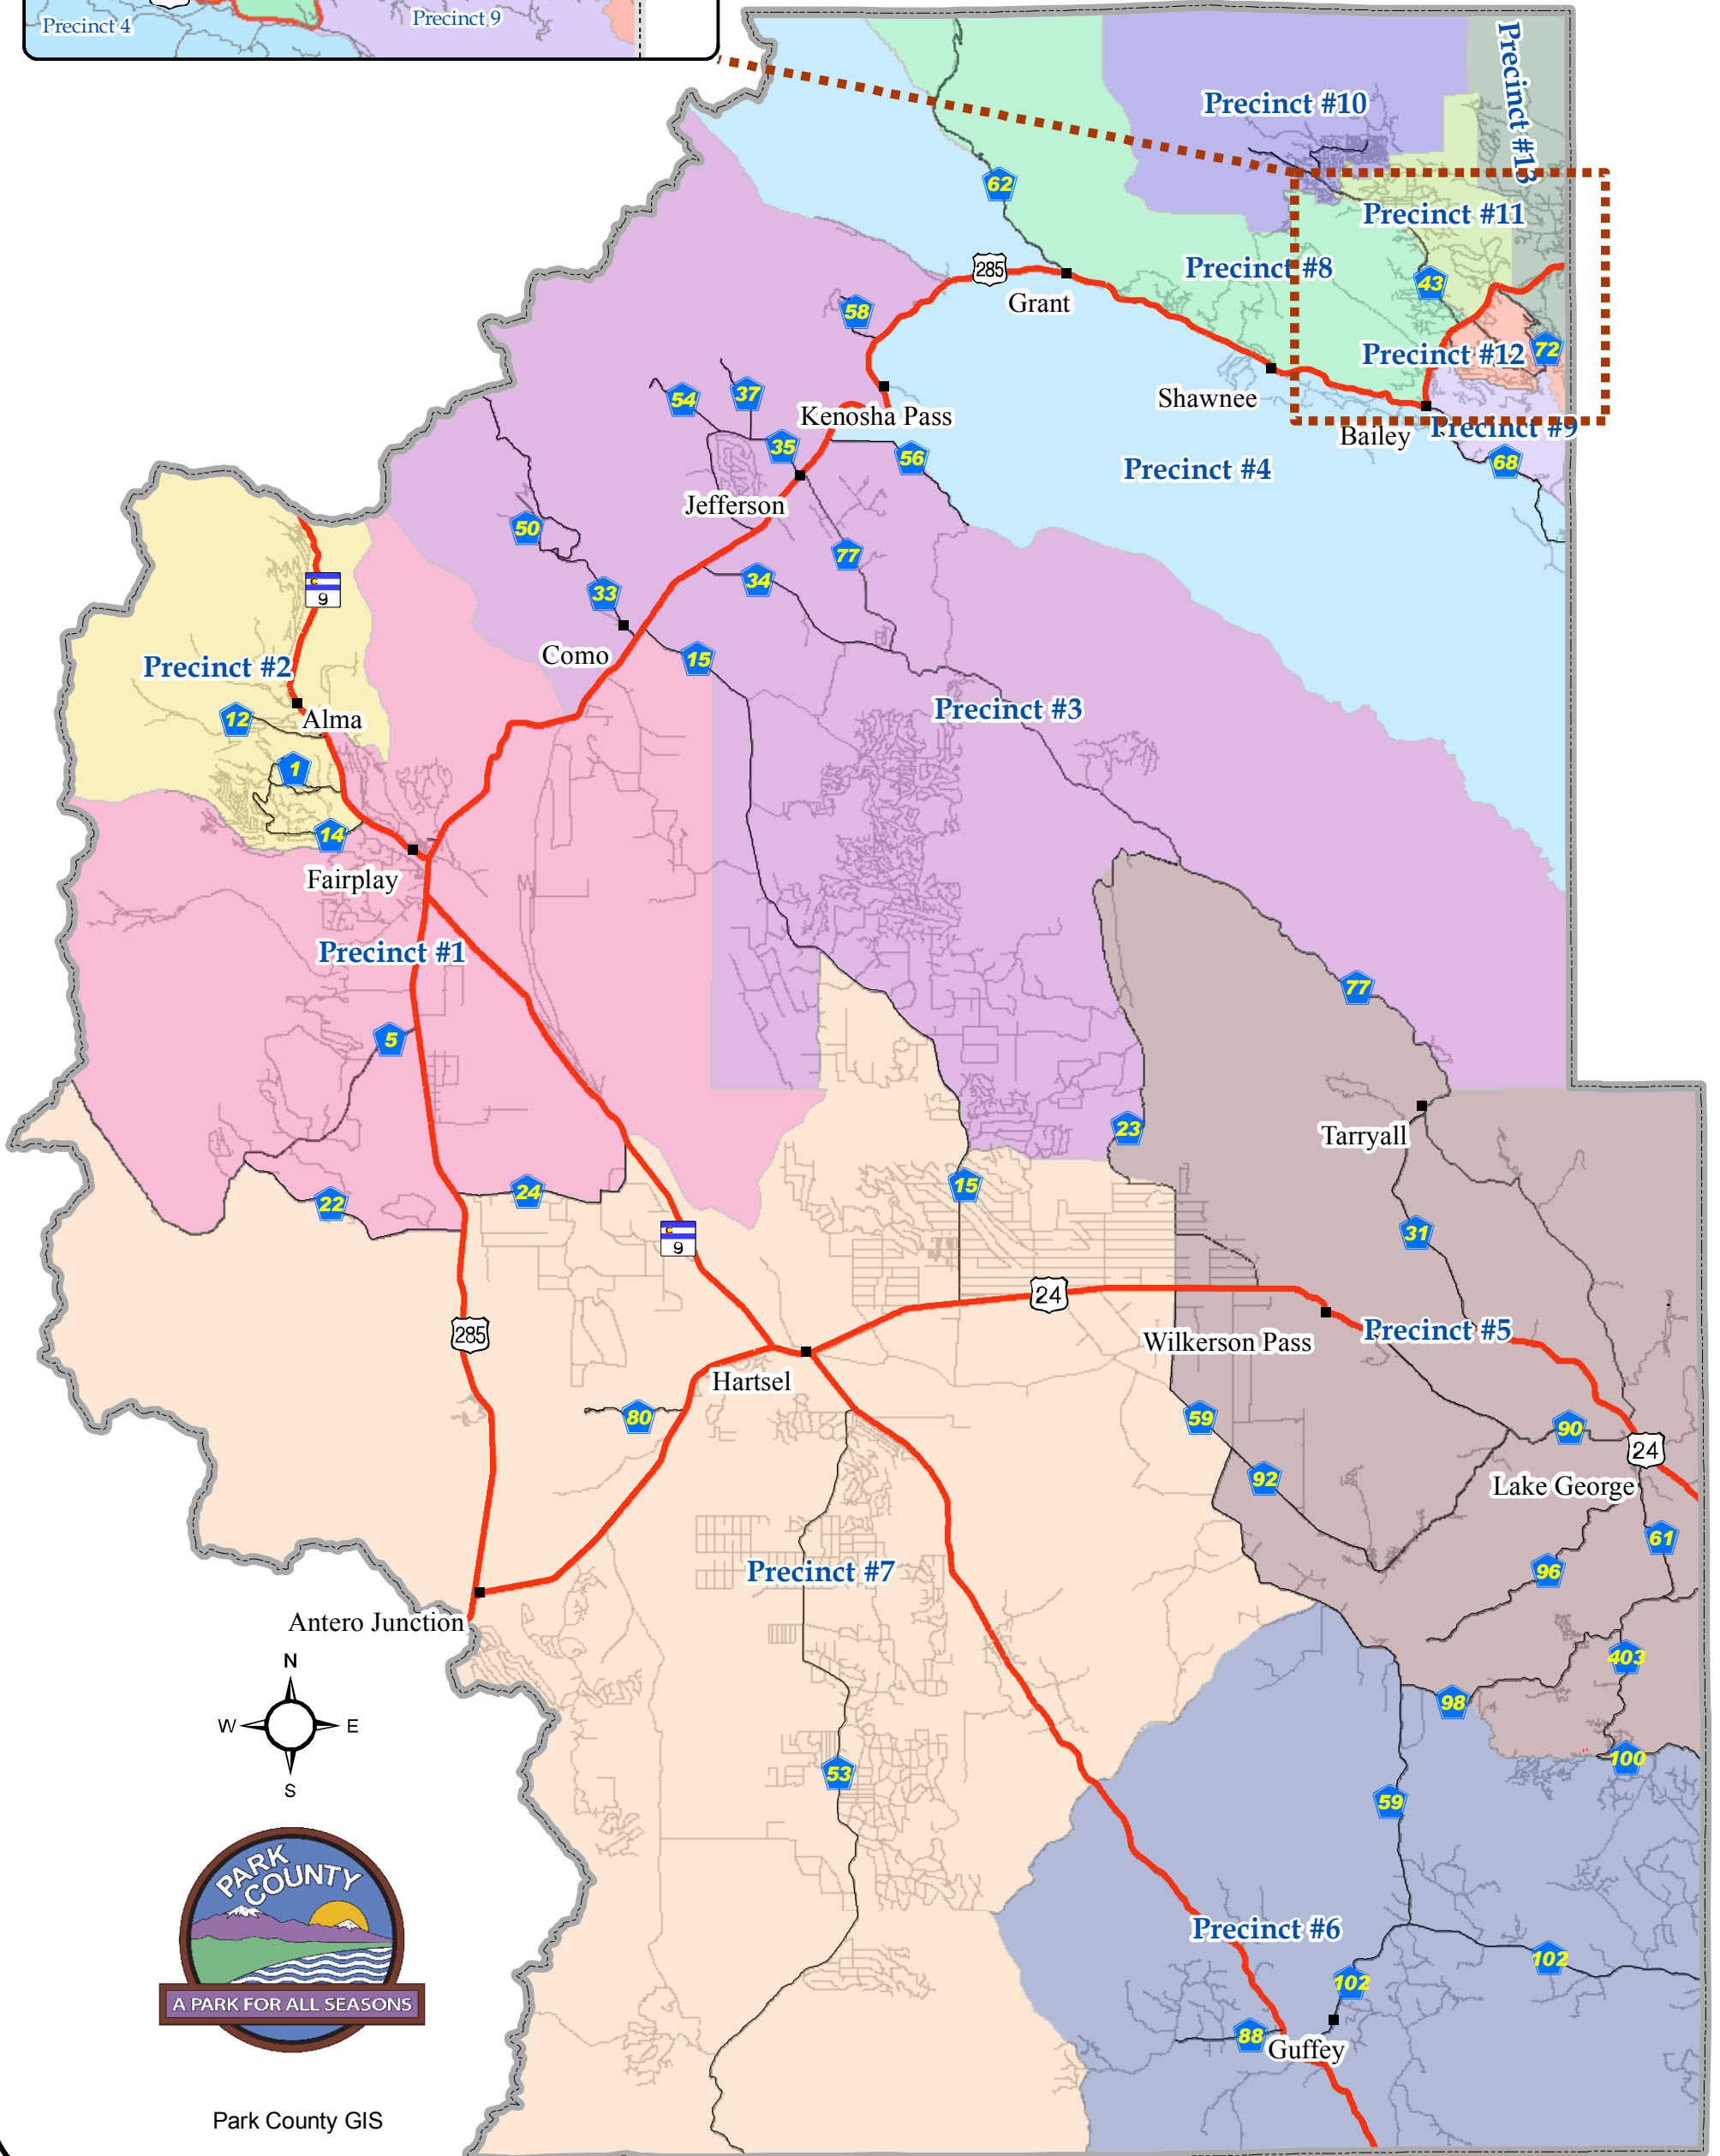 Precinct 4
Precinct 9
Precinct #13
Precinct #10
62
Precinct #11
285
Precinct #8
Grant
43
58
Precinct #12
72
Shawnee
54
37
Kenosha Pass
Bailey
Precinct #9
35
56
Precinct #4
68
Jefferson
50
77
9
34
33
Como
15
Precinct #2
12
Alma
Precinct #3
1
14
Fairplay
Precinct #1
77
5
23
Tarryall
15
24
22
31
9
24
285
Wilkerson Pass
Precinct #5
Hartsel
80
59
90
24
92
Lake George
61
Precinct #7
96
Antero Junction
403
N
98
W
E
100
S
53
59
PARK
COUNTY
Precinct #6
102
102
A PARK FOR ALL SEASONS
88
Guffey
Park County GIS